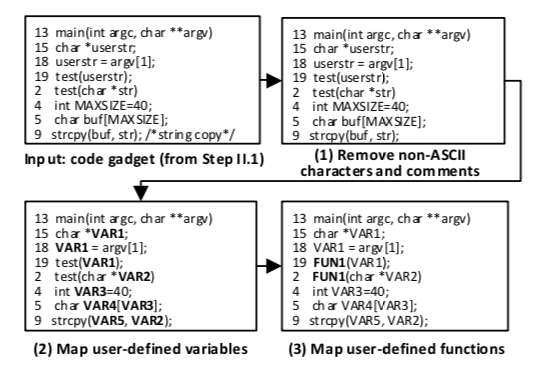 13 main(int argc, char **argv)
15 char *userstr;
18 userstr = argv[1];
19 test(userstr);
2 test(char *str)
4 int MAXSIZE=40;
5 char buf[MAXSIZE];
9 strcpy(buf, str); /*string copy*/
Input: code gadget (from Step II.1)
13 main(int argc, char **argv)
15 char *userstr;
18 userstr = argv[1];
19 test(userstr);
2 test(char *str)
4 int MAXSIZE=40;
5 char buf[MAXSIZE];
9 strcpy(buf, str);
(1) Remove non-ASCII
characters and comments
13 main(int argc, char **argv)
15 char *VAR1;
18 VAR1 = argv[1];
19 test(VAR1);
2 test(char *VAR2)
4 int VAR3=40;
5 char VAR4[VAR3];
9 strcpy(VAR5, VAR2);
(2) Map user-defined variables
13 main(int argc, char **argv)
15 char *VAR1;
18 VAR1 = argv[1];
19 FUN1(VAR1);
2 FUN1(char *VAR2)
4 int VAR3=40;
5 char VAR4[VAR3];
9 strcpy(VAR5, VAR2);
(3) Map user-defined functions